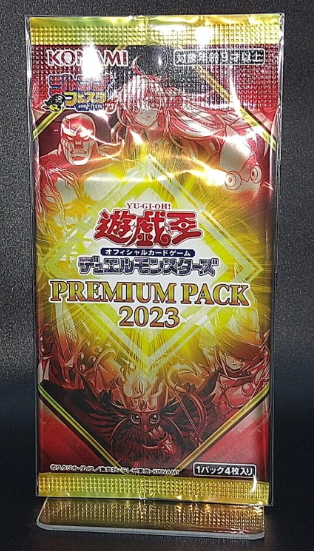 KONAMI
対象年齢9才以上
YU-GI-OH!
遊戯王
オフィシャルカードゲーム
デュエルモンスターズ
PREMIUM PACK
2023
1パック4枚入り